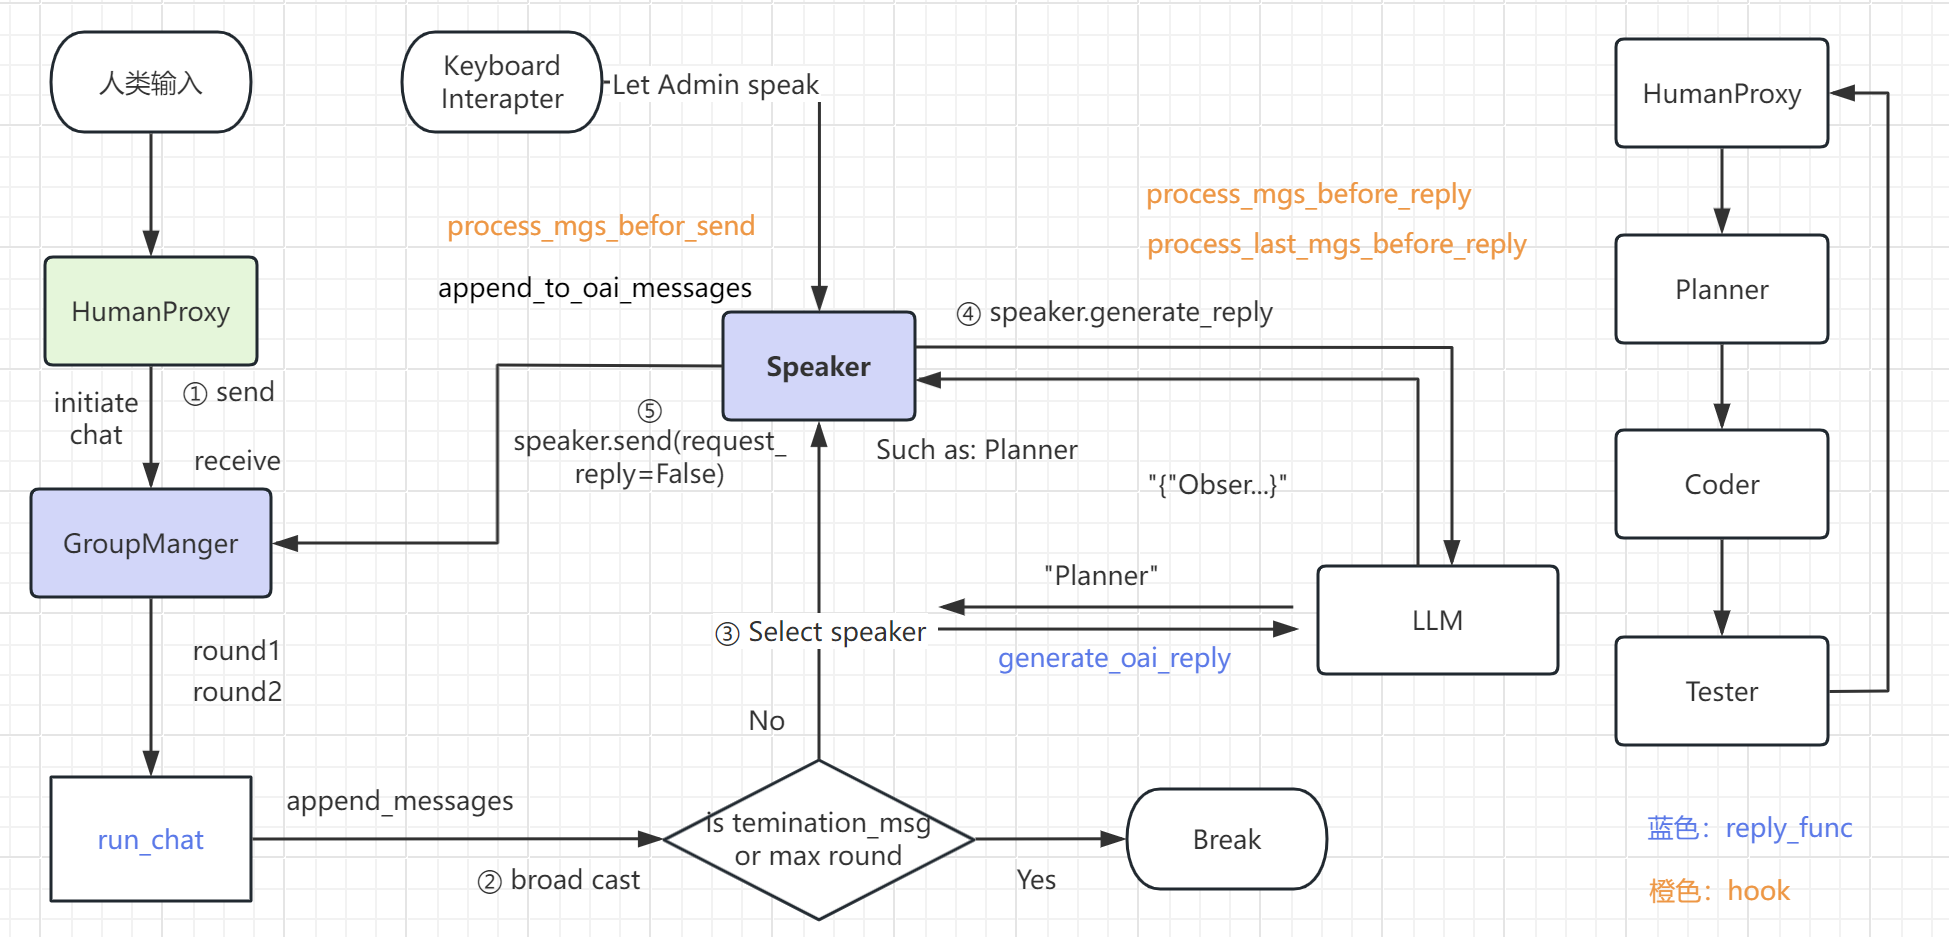 人类输入
Keyboard
Interapter
Let Admin speak
HumanProxy
process_mgs_before_reply
process_mgs_befor_send
process_last_mgs_before_reply
append_to_oai_messages
Planner
HumanProxy
④ speaker.generate_reply
Speaker
initiate
chat
① send
⑤
speaker.send(request_
reply=False)
Such as: Planner
receive
"{"Obser...}"
Coder
GroupManger
"Planner"
LLM
③ Select speaker
generate_oai_reply
round1
round2
Tester
No
append_messages
run_chat
is temination_msg
or max round
Break
② broad cast
Yes
蓝色：reply_func
橙色：hook